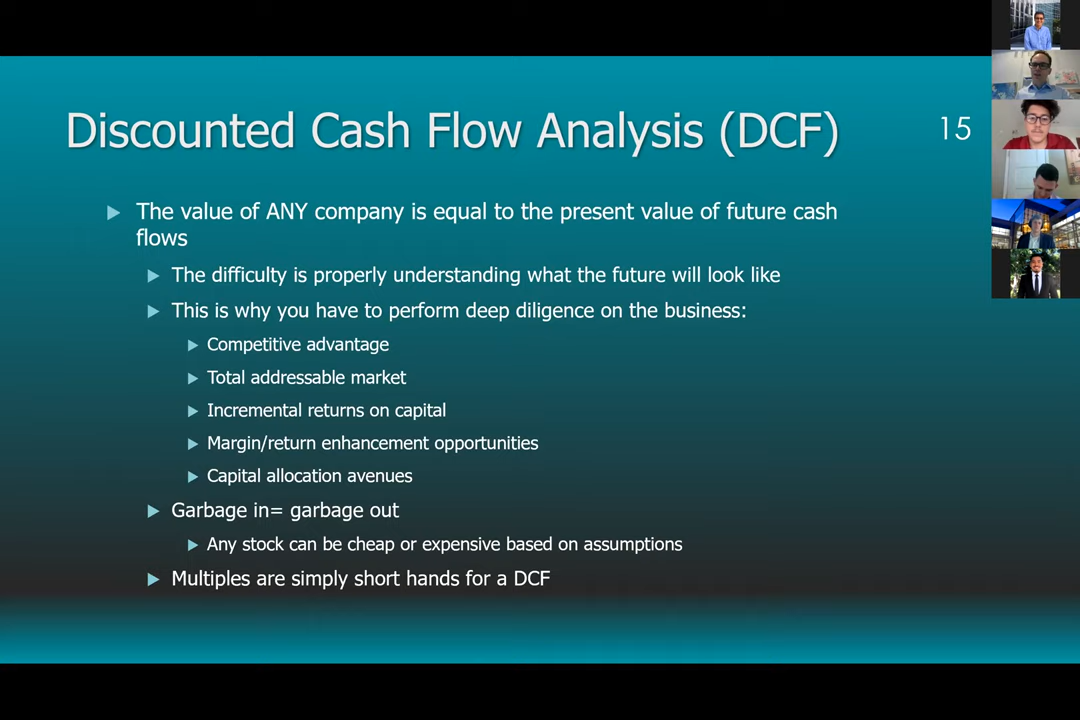 Discounted Cash Flow Analysis (DCF)
15
The value of ANY company is equal to the present value of future cash
flows
The difficulty is properly understanding what the future will look like
This is why you have to perform deep diligence on the business:
Competitive advantage
Total addressable market
Incremental returns on capital
Margin/return enhancement opportunities
Capital allocation avenues
Garbage in= garbage out
Any stock can be cheap or expensive based on assumptions
Multiples are simply short hands for a DCF